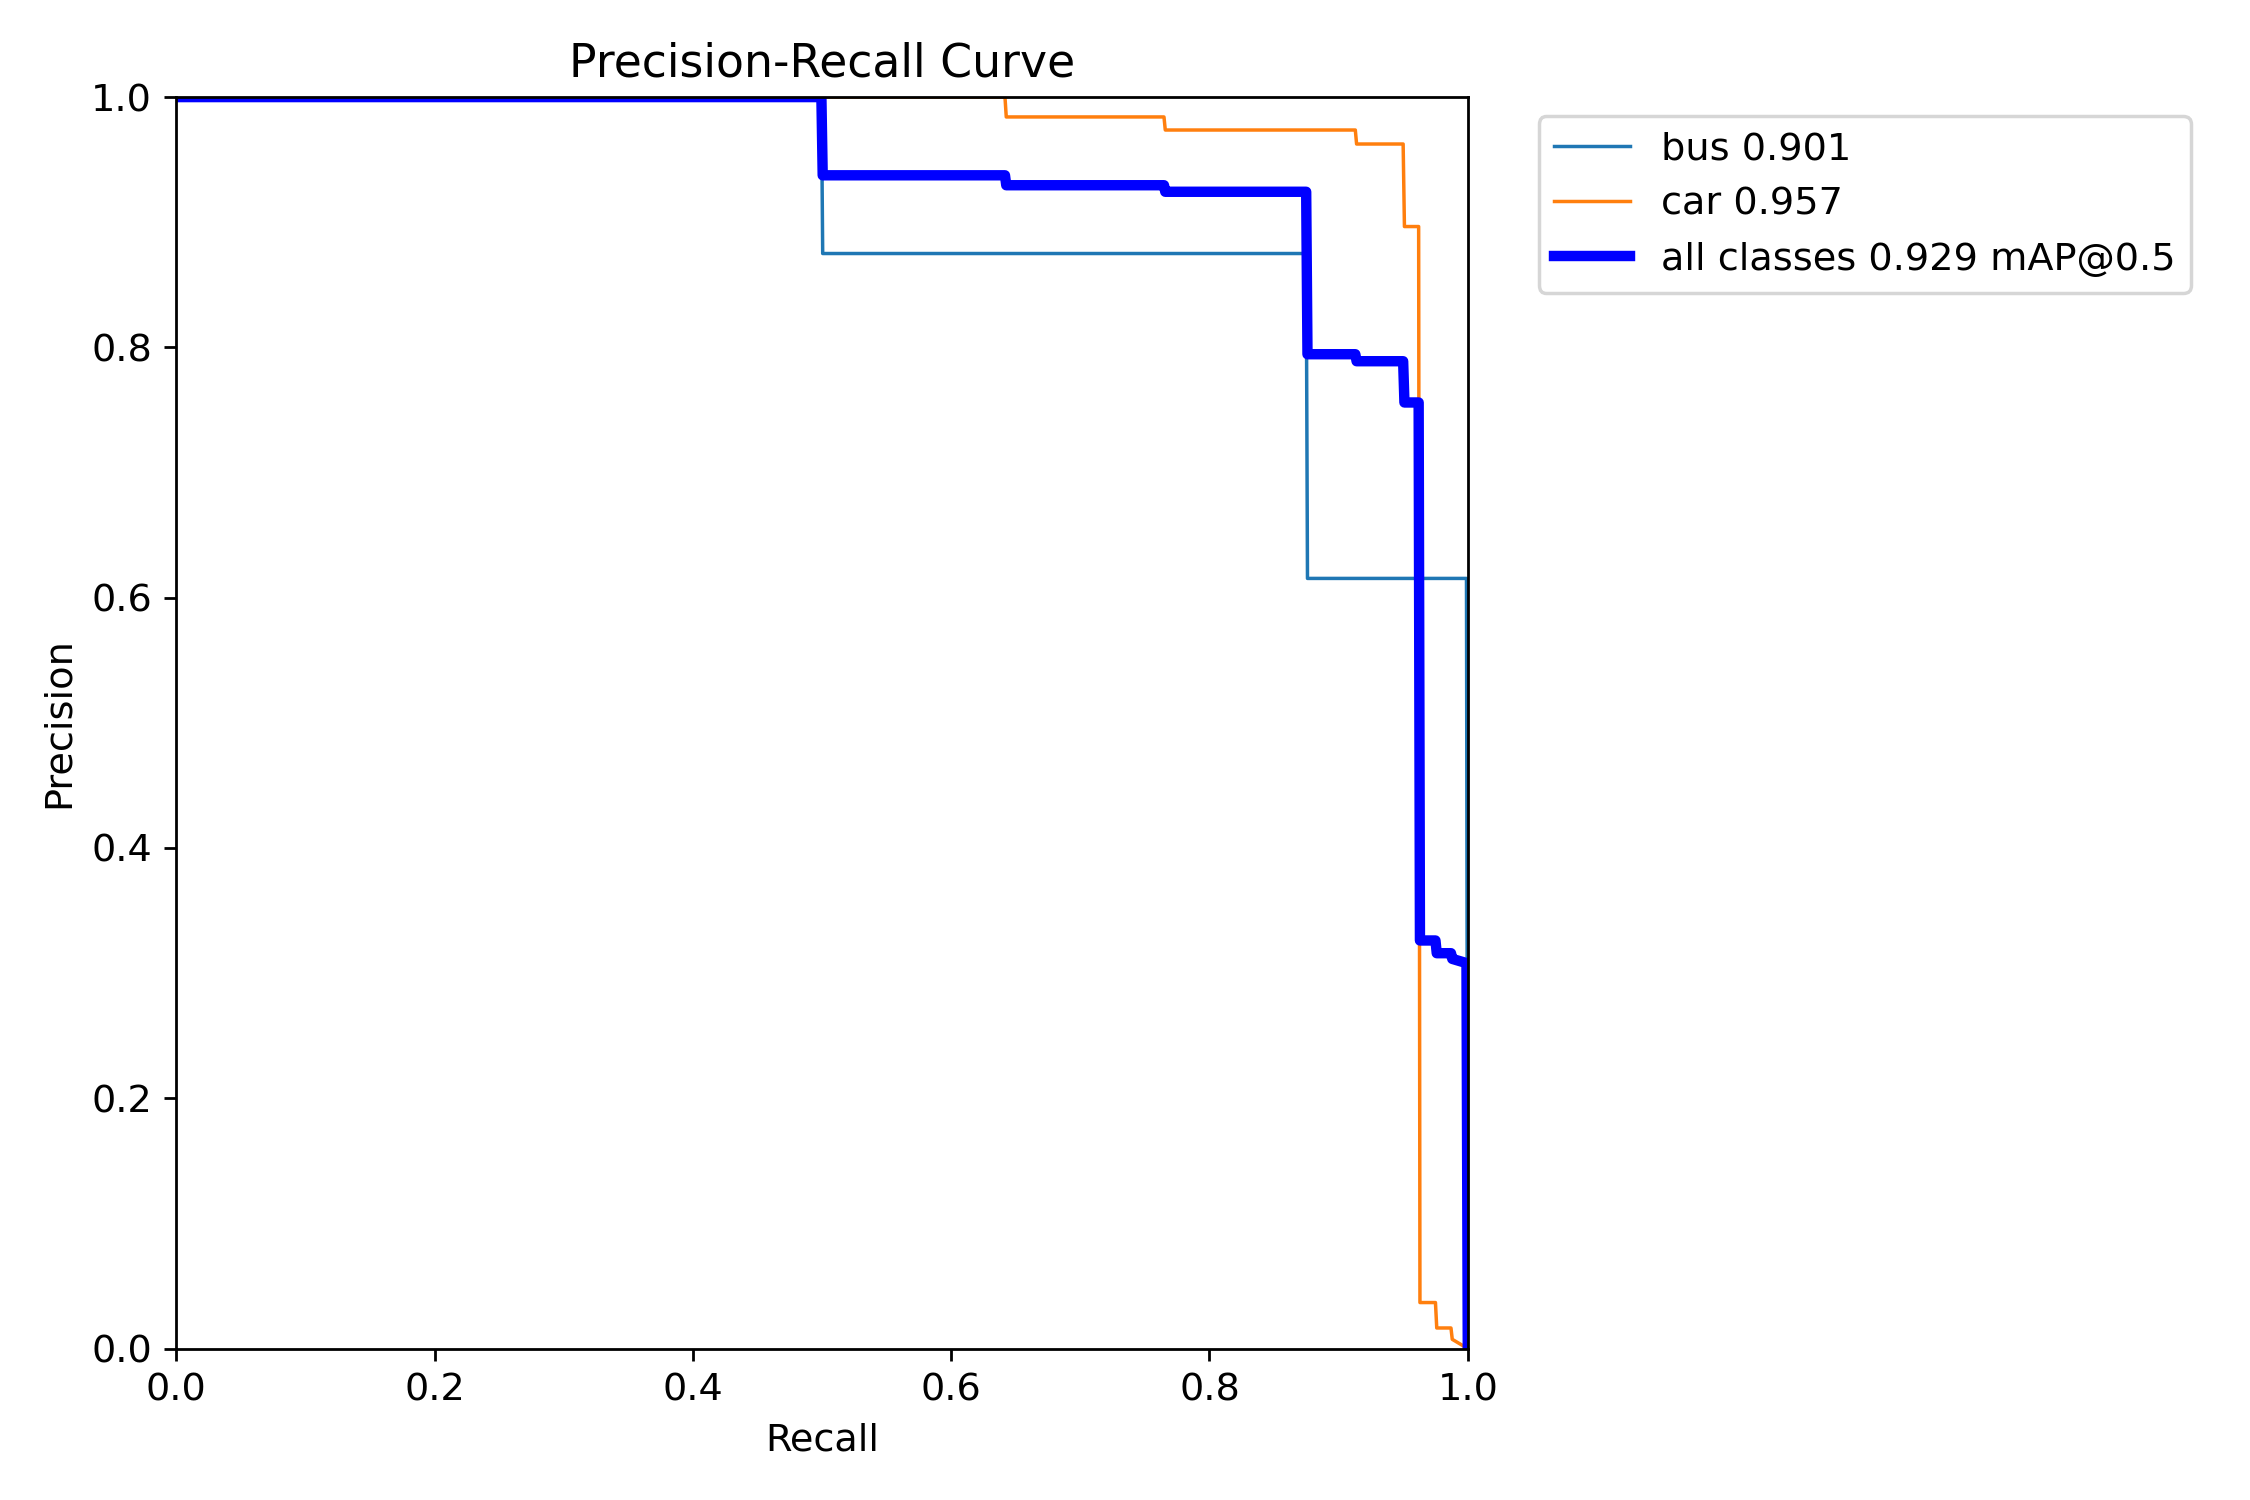 Precision-Recall Curve
1.0
0.8
0.6
0.4
0.2
0.0
Precision
0.0 0.2 0.4 0.6 0.8 1.0
Recall
bus 0.901
car 0.957
all classes 0.929 mAP@0.5